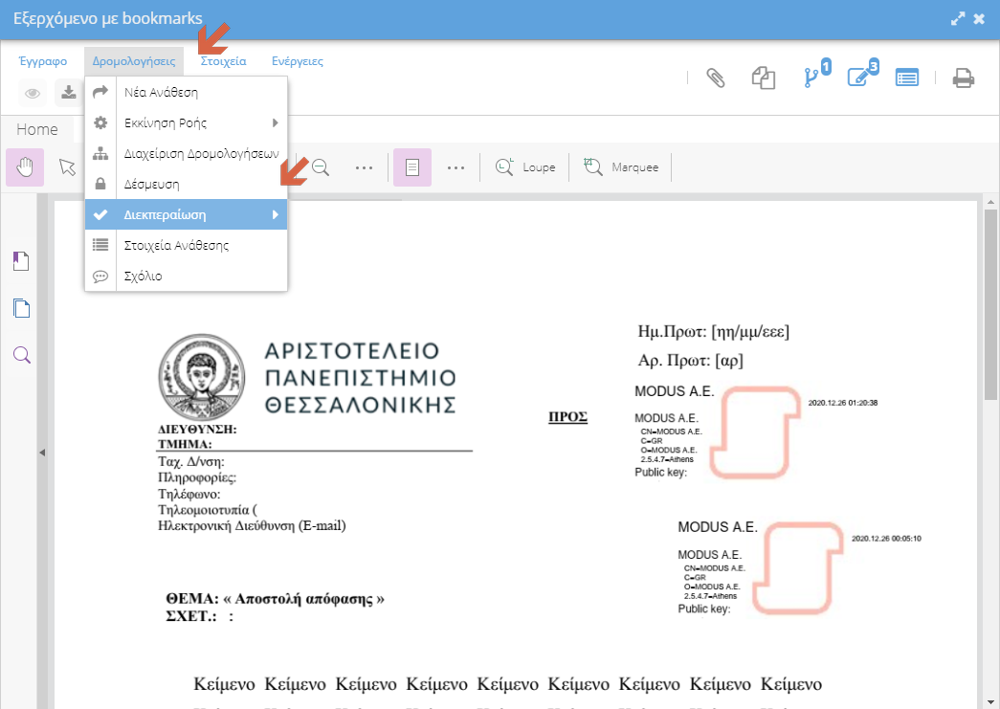 Εξερχόμενο με bookmarks
Έγγραφο Δρομολογήσεις Στοιχεία Ενέργειες
1
3
Νέα Ανάθεση
Εκκίνηση Ροής
Διαχείριση Δρομολογήσεων
Δέσμευση
Διεκπεραίωση
Στοιχεία Ανάθεσης
Σχόλιο
Home
Loupe
Marquee
ΑΡΙΣΤΟΤΕΛΕΙΟ
ΠΑΝΕΠΙΣΤΗΜΙΟ
ΘΕΣΣΑΛΟΝΙΚΗΣ
ΔΙΕΥΘΥΝΣΗ:
ΤΜΗΜΑ:
Ταχ. Δ/νση:
Πληροφορίες:
Τηλέφωνο:
Τηλεομοιοτυπία (
Ηλεκτρονική Διεύθυνση (E-mail)
Ημ.Πρωτ: [ηη/μμ/εεε]
Αρ. Πρωτ: [αρ]
ΠΡΟΣ
MODUS A.E.
2020.12.26 01:20:38
MODUS A.E.
CN=MODUS A.E.
C=GR
O=MODUS A.E.
2.5.4.7=Athens
Public key:
MODUS A.E.
2020.12.26 00:05:10
MODUS A.E.
CN=MODUS A.E.
C=GR
O=MODUS A.E.
2.5.4.7=Athens
Public key:
ΘΕΜΑ: « Αποστολή απόφασης »
ΣΧΕΤ.: :
Κείμενο Κείμενο Κείμενο Κείμενο Κείμενο Κείμενο Κείμενο Κείμενο Κείμενο